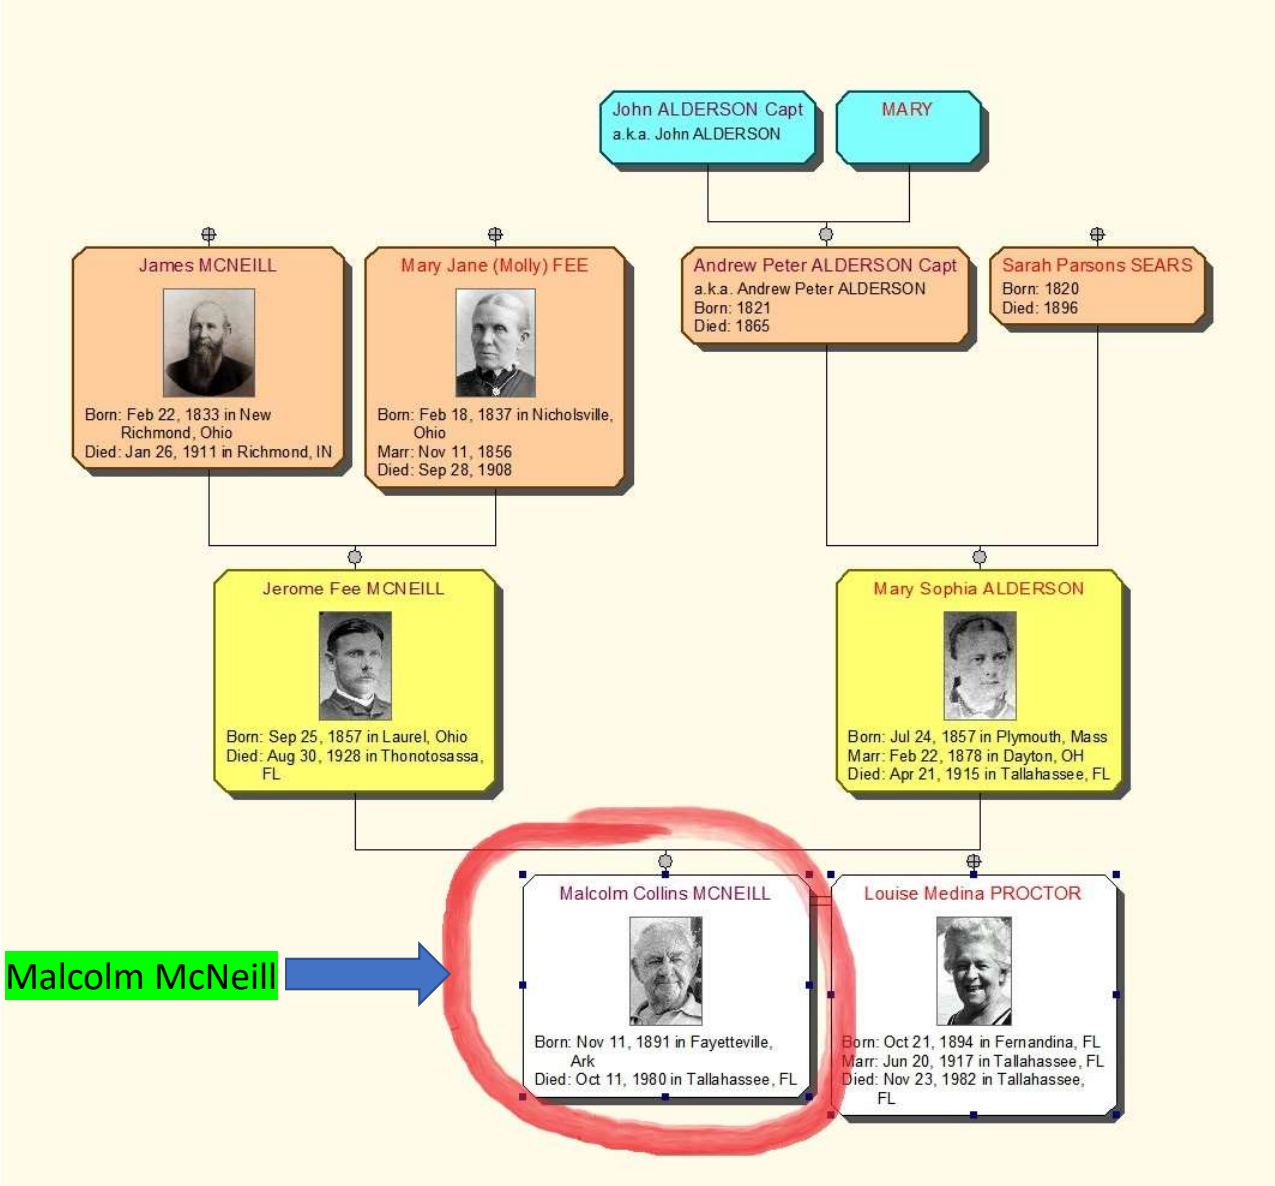 John ALDERSON Capt
a.k.a. John ALDERSON
MARY
James MCNEILL
Born: Feb 22, 1833 in New
Richmond, Ohio
Died: Jan 26, 1911 in Richmond, IN
Mary Jane (Molly) FEE
Born: Feb 18, 1837 in Nicholsville,
Ohio
Marr: Nov 11, 1856
Died: Sep 28, 1908
Andrew Peter ALDERSON Capt
a.k.a. Andrew Peter ALDERSON
Born: 1821
Died: 1865
Sarah Parsons SEARS
Born: 1820
Died: 1896
Jerome Fee MCNEILL
Born: Sep 25, 1857 in Laurel, Ohio
Died: Aug 30, 1928 in Thonotosassa,
FL
Mary Sophia ALDERSON
Born: Jul 24, 1857 in Plymouth, Mass
Marr: Feb 22, 1878 in Dayton, OH
Died: Apr 21, 1915 in Tallahassee, FL
Malcolm McNeill
Malcolm Collins MCNEILL
Born: Nov 11, 1891 in Fayetteville,
Ark
Died: Oct 11, 1980 in Tallahassee, FL
Louise Medina PROCTOR
Born: Oct 21, 1894 in Fernandina, FL
Marr: Jun 20, 1917 in Tallahassee, FL
Died: Nov 23, 1982 in Tallahassee,
FL